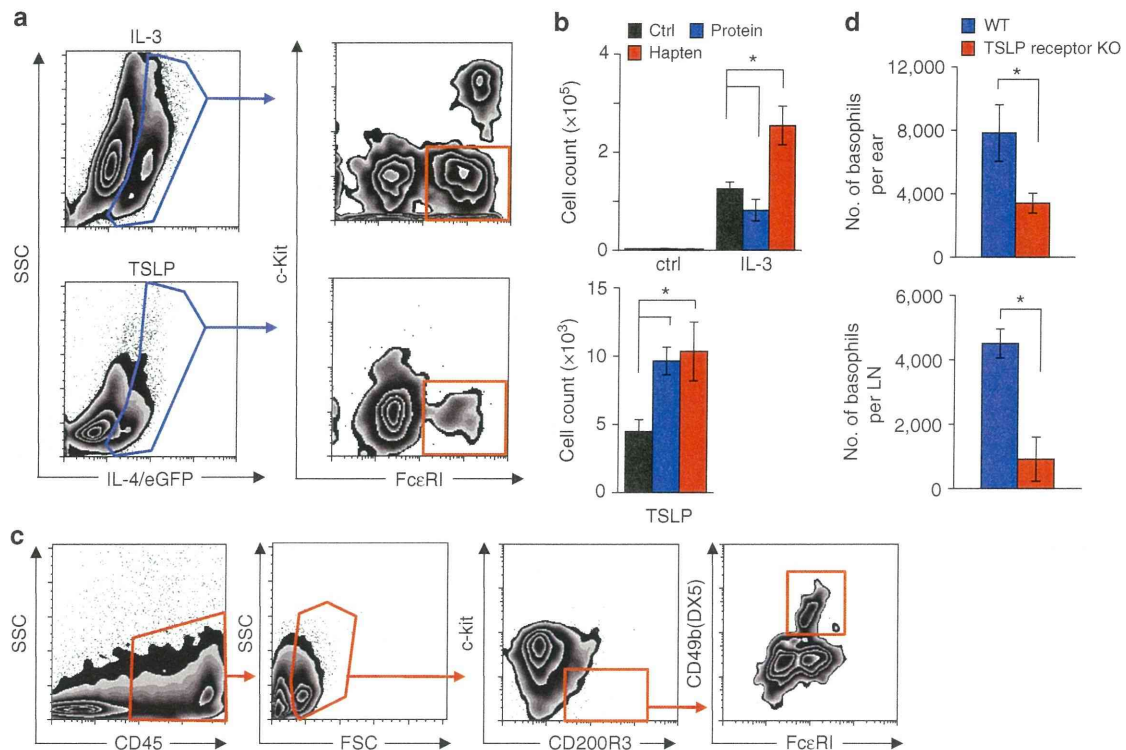 a
IL-3
SSC
c-Kit
TSLP
IL-4/eGFP
FcεRI
b
Ctrl
Protein
Hapten
Cell count (×10⁵)
4
2
0
*
ctrl
IL-3
Cell count (×10³)
15
10
5
0
*
TSLP
d
WT
TSLP receptor KO
No. of basophils
per ear
12,000
8,000
4,000
0
*
No. of basophils
per LN
6,000
4,000
2,000
0
*
c
SSC
CD45
SSC
FSC
c-kit
CD200R3
CD49b(DX5)
FcεRI